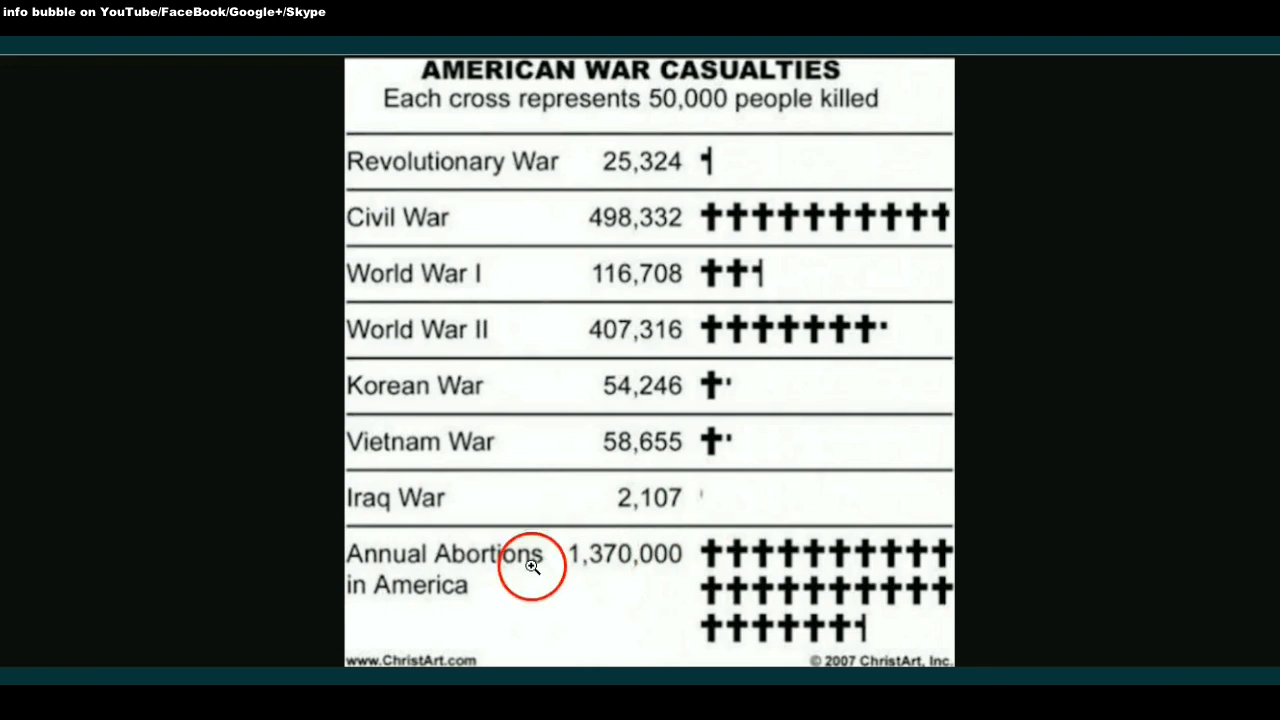 info bubble on YouTube/FaceBook/Google+/Skype
AMERICAN WAR CASUALTIES
Each cross represents 50,000 people killed
Revolutionary War 25,324
Civil War 498,332
World War I 116,708
World War II 407,316
Korean War 54,246
Vietnam War 58,655
Iraq War 2,107
Annual Abortions 1,370,000
in America
www.ChristArt.com © 2007 ChristArt, Inc.